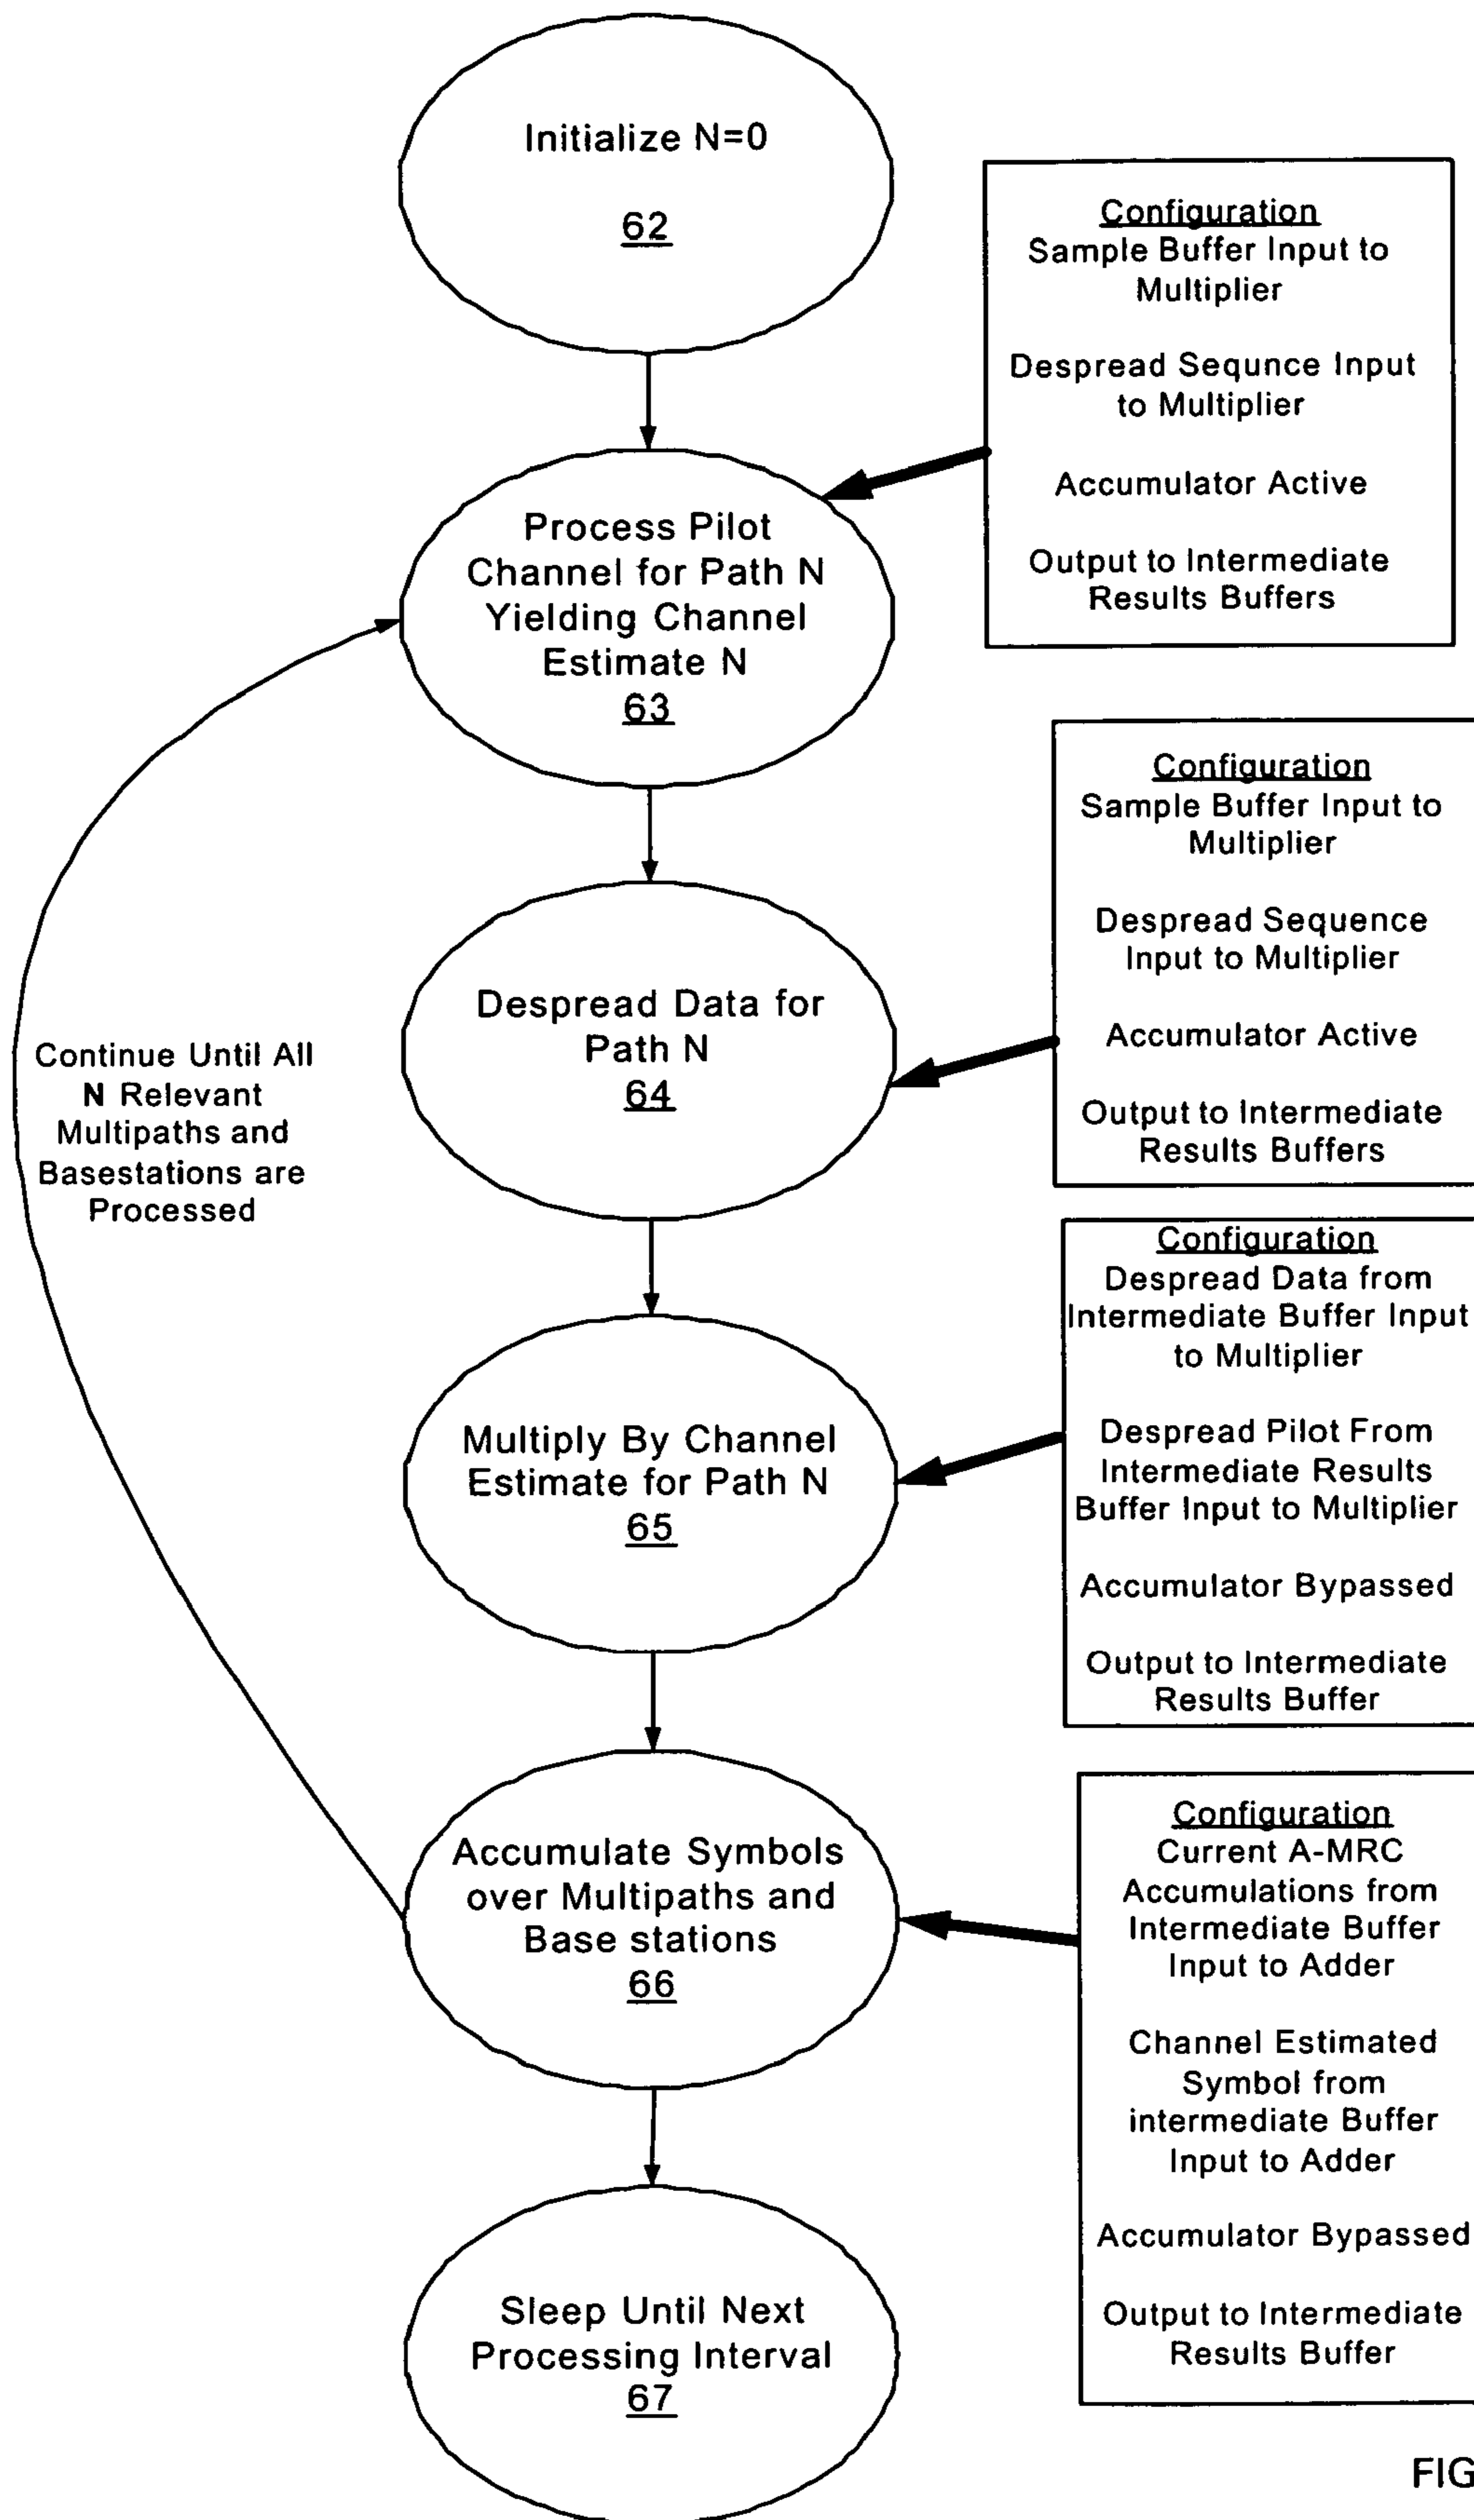 Initialize N=0
62
Configuration
Sample Buffer Input to
Multiplier
Despread Sequnce Input
to Multiplier
Accumulator Active
Output to Intermediate
Results Buffers
Process Pilot
Channel for Path N
Yielding Channel
Estimate N
63
Configuration
Sample Buffer Input to
Multiplier
Despread Sequence
Input to Multiplier
Accumulator Active
Output to Intermediate
Results Buffers
Despread Data for
Path N
64
Continue Until All
N Relevant
Multipaths and
Basestations are
Processed
Configuration
Despread Data from
Intermediate Buffer Input
to Multiplier
Despread Pilot From
Intermediate Results
Buffer Input to Multiplier
Accumulator Bypassed
Output to Intermediate
Results Buffer
Multiply By Channel
Estimate for Path N
65
Configuration
Current A-MRC
Accumulations from
Intermediate Buffer
Input to Adder
Channel Estimated
Symbol from
intermediate Buffer
Input to Adder
Accumulator Bypassed
Output to Intermediate
Results Buffer
Accumulate Symbols
over Multipaths and
Base stations
66
Sleep Until Next
Processing Interval
67
FIG